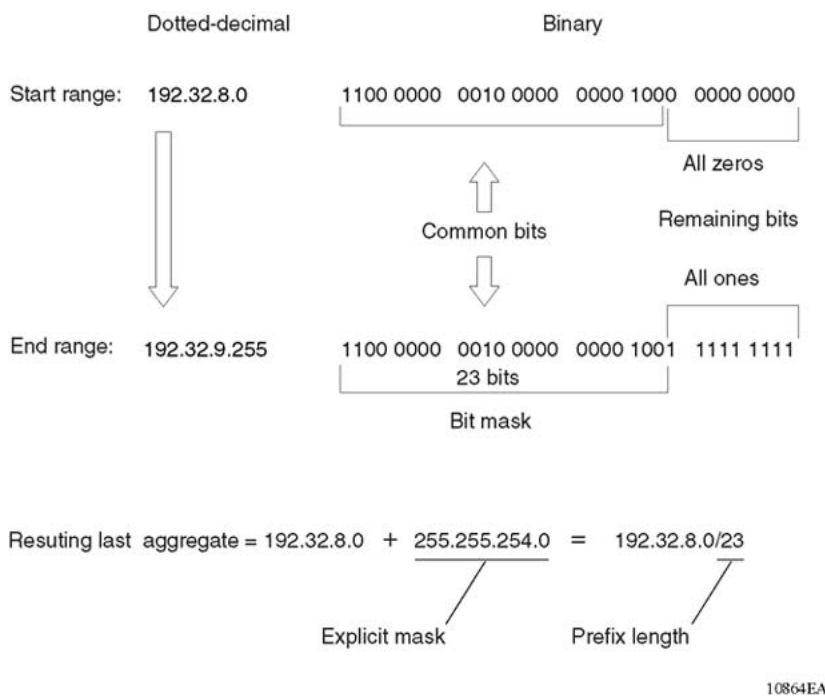 Dotted-decimal Binary
Start range: 192.32.8.0 1100 0000 0010 0000 0000 1000 0000 0000
All zeros
Common bits Remaining bits
All ones
End range: 192.32.9.255 1100 0000 0010 0000 0000 1001 1111 1111
23 bits
Bit mask
Resuting last aggregate = 192.32.8.0 + 255.255.254.0 = 192.32.8.0/23
Explicit mask Prefix length
10864EA